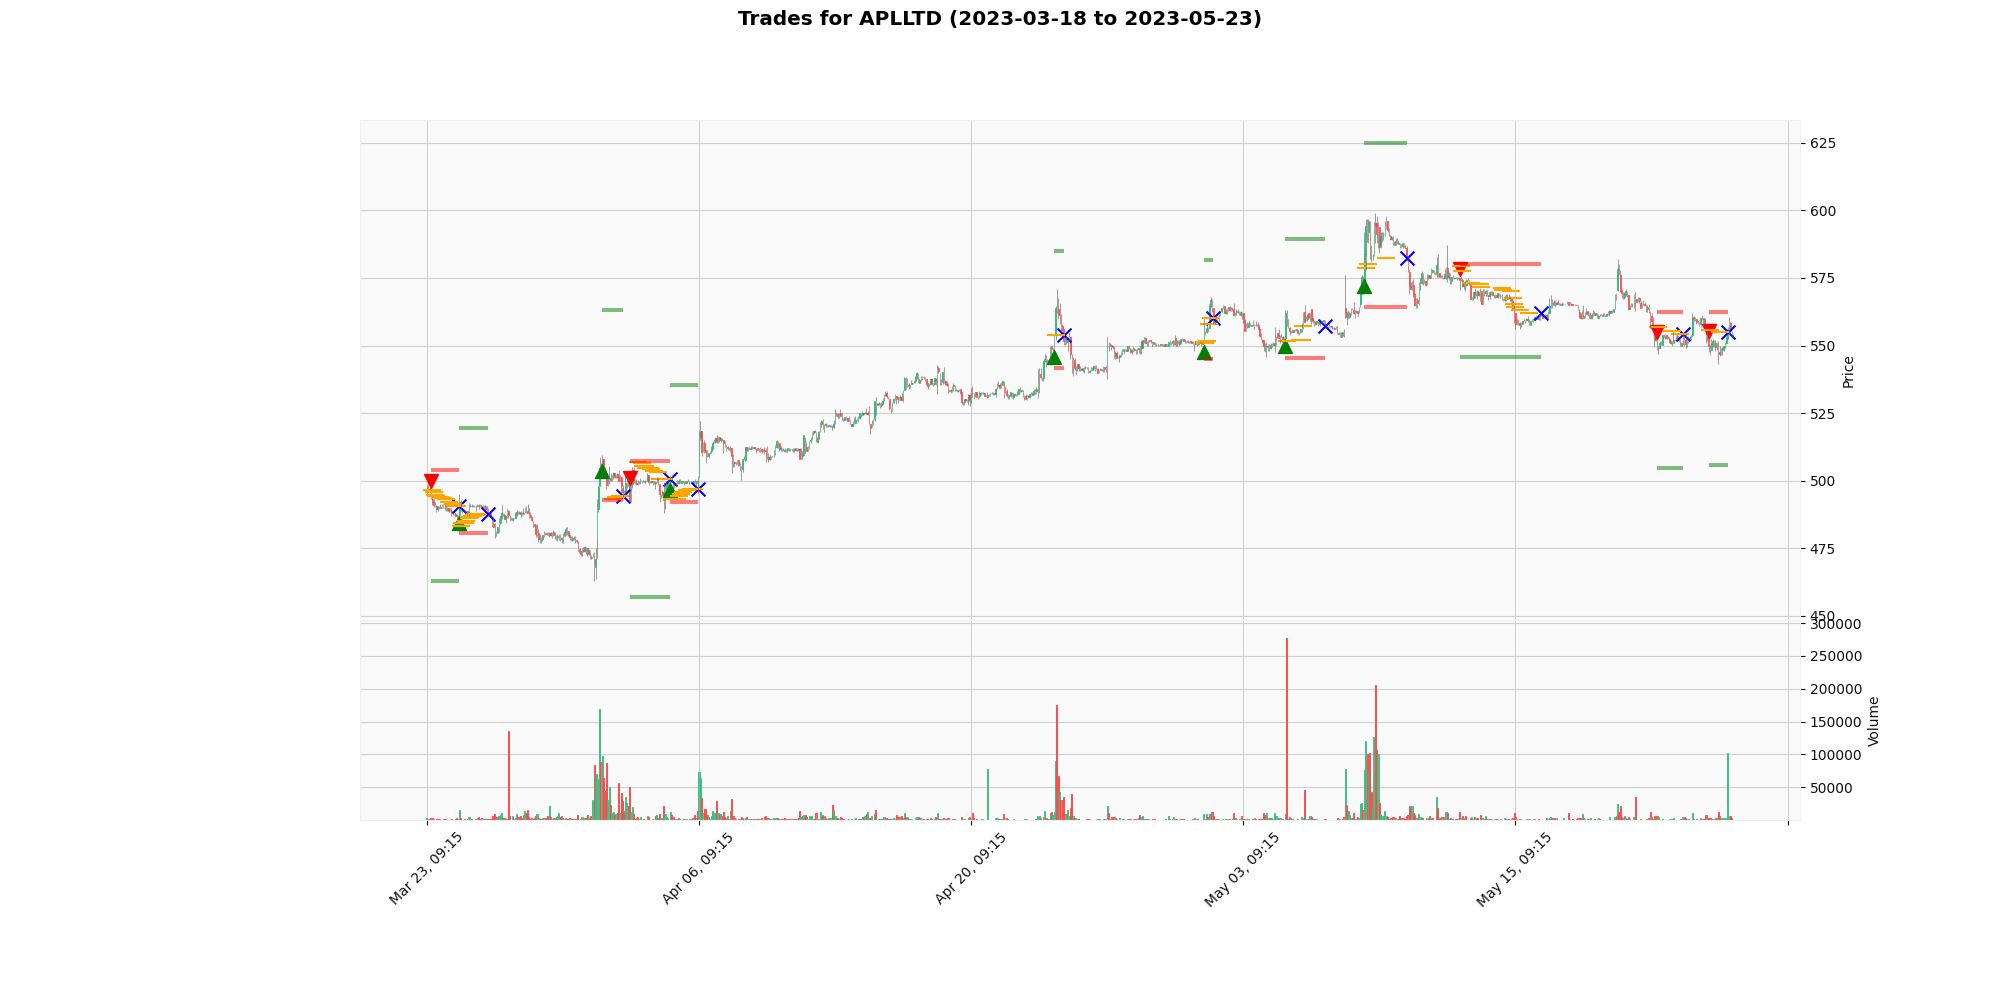 Trades for APLLTD (2023-03-18 to 2023-05-23)
625
600
575
550
525
500
475
450
Price
300000
250000
200000
150000
100000
50000
Volume
Mar 23, 09:15
Apr 06, 09:15
Apr 20, 09:15
May 03, 09:15
May 15, 09:15